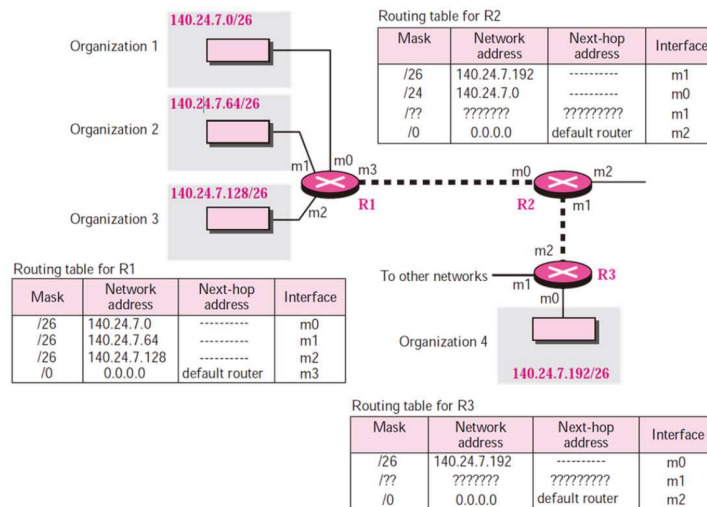 140.24.7.0/26
Organization 1
140.24.7.64/26
Organization 2
140.24.7.128/26
Organization 3
m0
m1
m3
m2
R1
Routing table for R2
Mask Network address Next-hop address Interface
/26 140.24.7.192 ---------- m1
/24 140.24.7.0 ---------- m0
/?? ??????? ????????? m1
/0 0.0.0.0 default router m2
m0
m2
R2
m1
m2
To other networks
R3
m1
m0
Organization 4
140.24.7.192/26
Routing table for R1
Mask Network address Next-hop address Interface
/26 140.24.7.0 ---------- m0
/26 140.24.7.64 ---------- m1
/26 140.24.7.128 ---------- m2
/0 0.0.0.0 default router m3
Routing table for R3
Mask Network address Next-hop address Interface
/26 140.24.7.192 ---------- m0
/?? ??????? ????????? m1
/0 0.0.0.0 default router m2